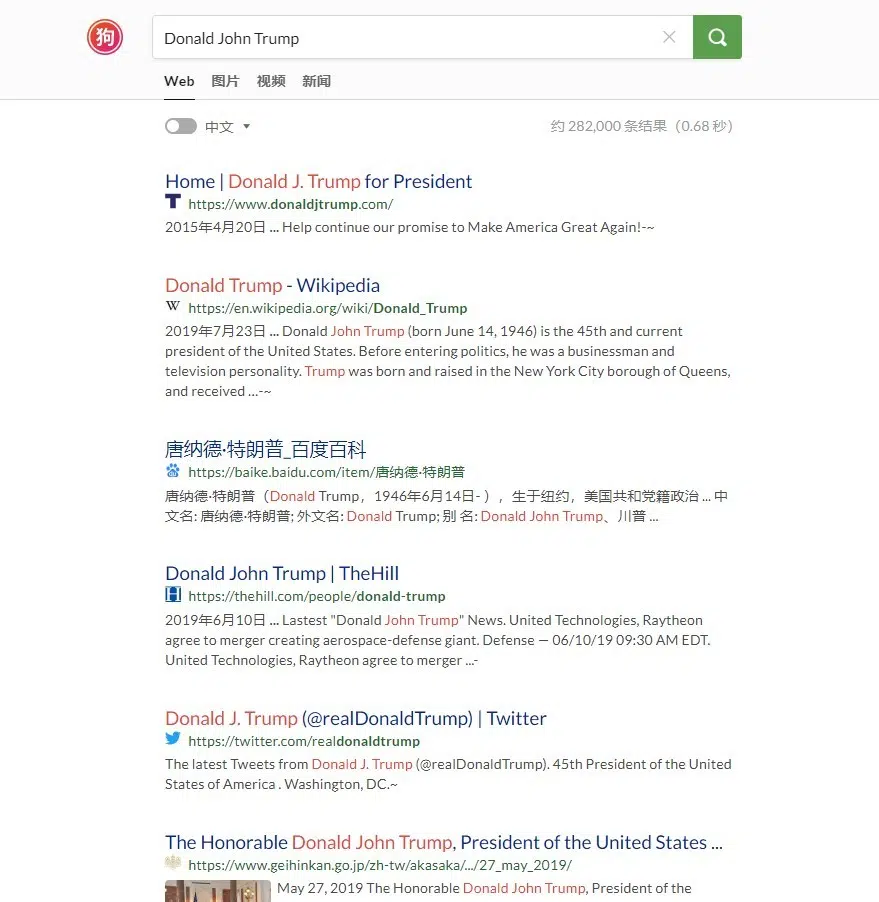 狗
Donald John Trump
Web 图片 视频 新闻
中文
约 282,000 条结果（0.68 秒）
Home | Donald J. Trump for President
https://www.donaldjtrump.com/
2015年4月20日 ... Help continue our promise to Make America Great Again!-~
Donald Trump - Wikipedia
W https://en.wikipedia.org/wiki/Donald_Trump
2019年7月23日 ... Donald John Trump (born June 14, 1946) is the 45th and current
president of the United States. Before entering politics, he was a businessman and
television personality. Trump was born and raised in the New York City borough of Queens,
and received ...-~
唐纳德·特朗普_百度百科
https://baike.baidu.com/item/唐纳德·特朗普
唐纳德·特朗普（Donald Trump，1946年6月14日- ），生于纽约，美国共和党籍政治 ... 中
文名: 唐纳德·特朗普; 外文名: Donald Trump; 别 名: Donald John Trump、川普 ...
Donald John Trump | TheHill
H https://thehill.com/people/donald-trump
2019年6月10日 ... Lastest "Donald John Trump" News. United Technologies, Raytheon
agree to merger creating aerospace-defense giant. Defense — 06/10/19 09:30 AM EDT.
United Technologies, Raytheon agree to merger ...-
Donald J. Trump (@realDonaldTrump) | Twitter
https://twitter.com/realdonaldtrump
The latest Tweets from Donald J. Trump (@realDonaldTrump). 45th President of the United
States of America . Washington, DC.~
The Honorable Donald John Trump, President of the United States ...
https://www.geihinkan.go.jp/zh-tw/akasaka/.../27_may_2019/
May 27, 2019 The Honorable Donald John Trump, President of the